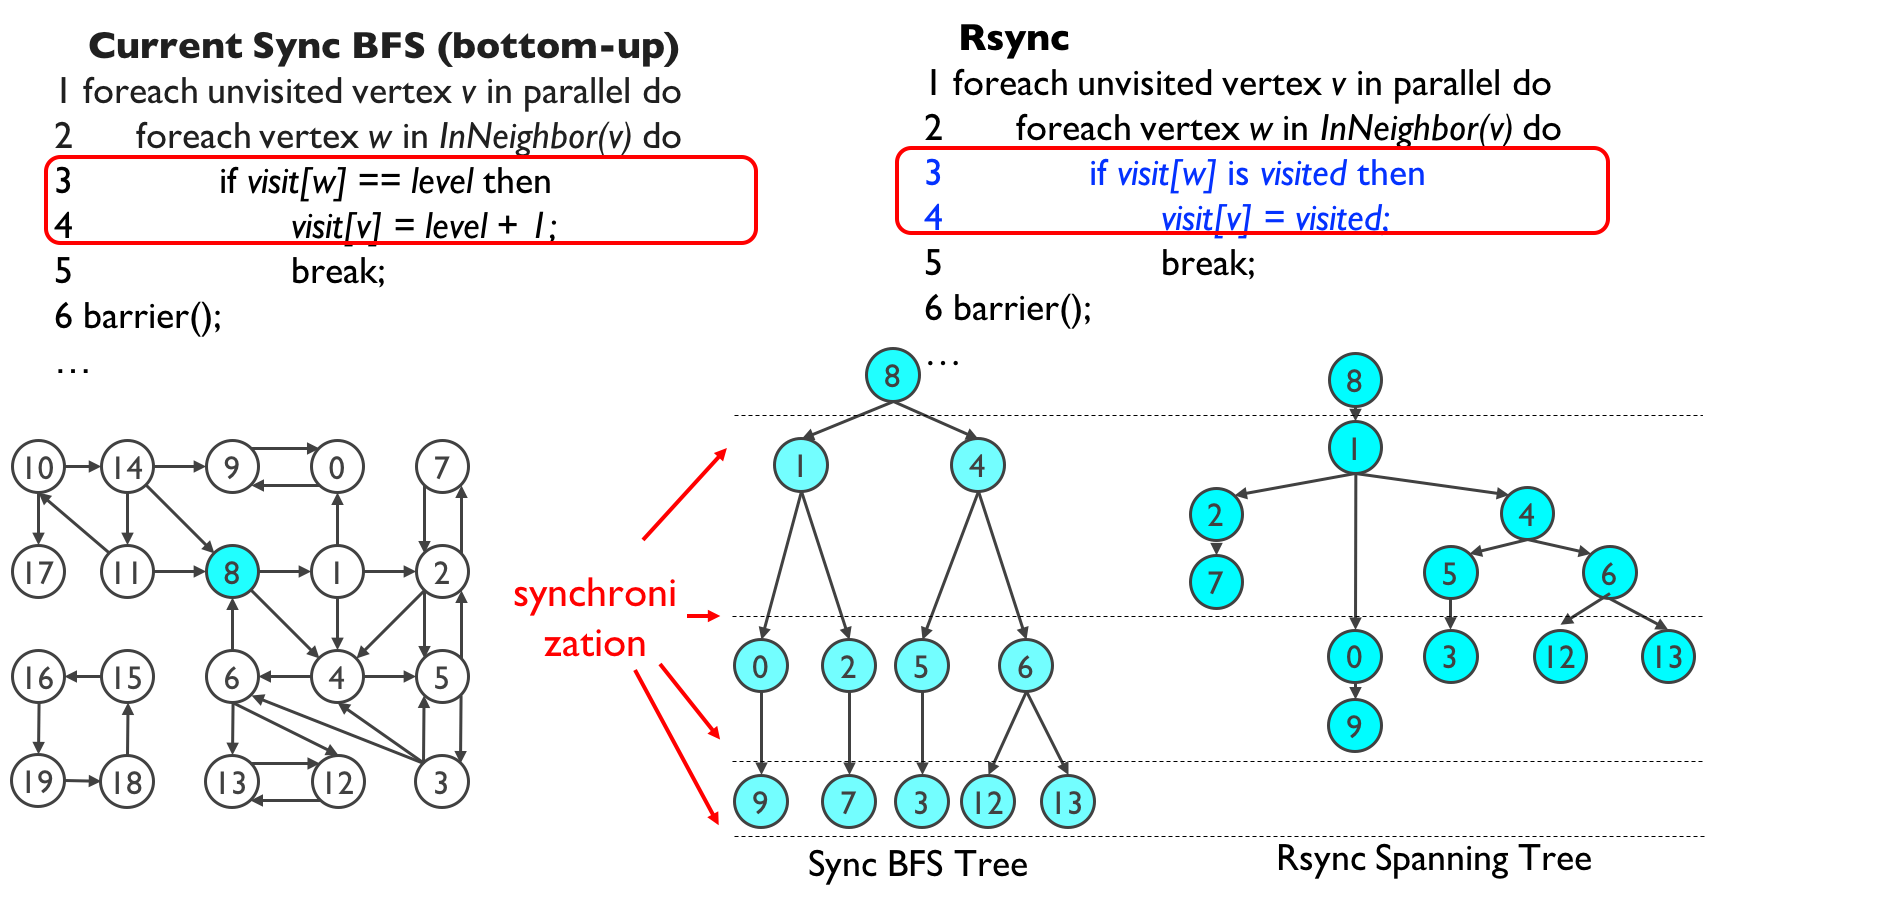 Current Sync BFS (bottom-up)
1 foreach unvisited vertex v in parallel do
2 foreach vertex w in InNeighbor(v) do
3 if visit[w] == level then
4 visit[v] = level + 1;
5 break;
6 barrier();
…
Rsync
1 foreach unvisited vertex v in parallel do
2 foreach vertex w in InNeighbor(v) do
3 if visit[w] is visited then
4 visit[v] = visited;
5 break;
6 barrier();
…
10 14 9 0 7
17 11 8 1 2
16 15 6 4 5
19 18 13 12 3
synchroni
zation
8
1 4
0 2 5 6
9 7 3 12 13
Sync BFS Tree
8
1
2 4
7 5 6
0 3 12 13
9
Rsync Spanning Tree